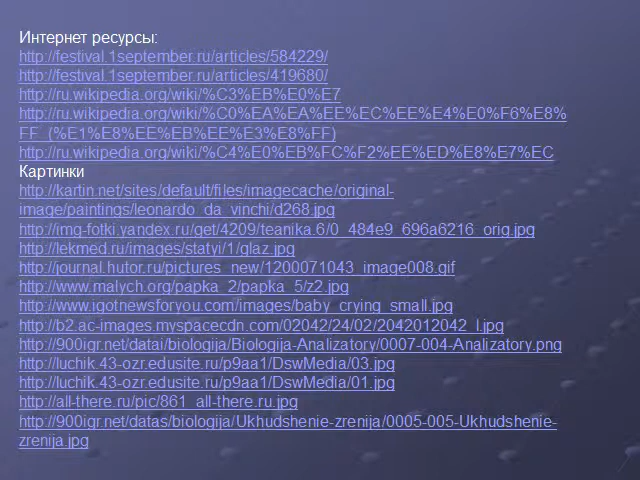 Интернет ресурсы:
http://festival.1september.ru/articles/584229/
http://festival.1september.ru/articles/419680/
http://ru.wikipedia.org/wiki/%C3%EB%E0%E7
http://ru.wikipedia.org/wiki/%C0%EA%EA%EE%EC%EE%E4%E0%F6%E8%
FF_(%E1%E8%EE%EB%EE%E3%E8%FF)
http://ru.wikipedia.org/wiki/%C4%E0%EB%FC%F2%EE%ED%E8%E7%EC
Картинки
http://kartin.net/sites/default/files/imagecache/original-
image/paintings/leonardo_da_vinchi/d268.jpg
http://img-fotki.yandex.ru/get/4209/teanika.6/0_484e9_696a6216_orig.jpg
http://lekmed.ru/images/statyi/1/glaz.jpg
http://journal.hutor.ru/pictures_new/1200071043_image008.gif
http://www.malych.org/papka_2/papka_5/z2.jpg
http://www.igotnewsforyou.com/images/baby_crying_small.jpg
http://b2.ac-images.myspacecdn.com/02042/24/02/2042012042_l.jpg
http://900igr.net/datai/biologija/Biologija-Analizatory/0007-004-Analizatory.png
http://luchik.43-ozr.edusite.ru/p9aa1/DswMedia/03.jpg
http://luchik.43-ozr.edusite.ru/p9aa1/DswMedia/01.jpg
http://all-there.ru/pic/861_all-there.ru.jpg
http://900igr.net/datas/biologija/Ukhudshenie-zrenija/0005-005-Ukhudshenie-
zrenija.jpg